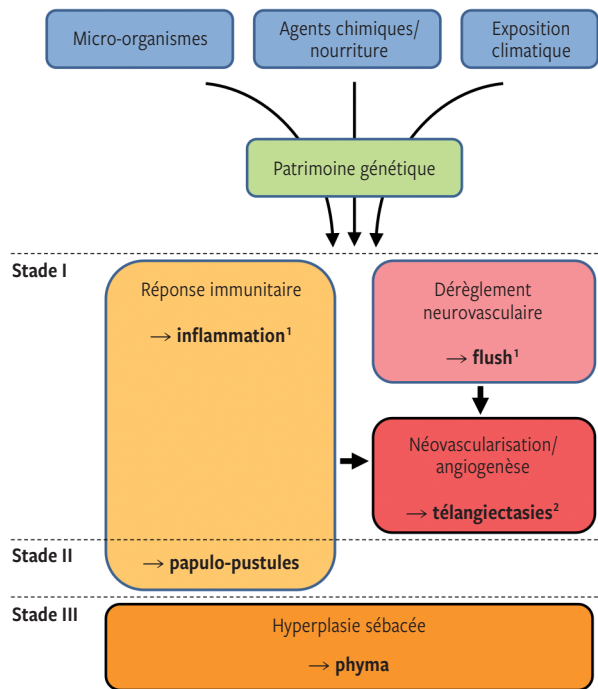 Micro-organismes
Agents chimiques/
nourriture
Exposition
climatique
Patrimoine génétique
Stade I
Réponse immunitaire
→ inflammation¹
Dérèglement
neurovasculaire
→ flush¹
Néovascularisation/
angiogenèse
→ télangiectasies²
Stade II
→ papulo-pustules
Stade III
Hyperplasie sébacée
→ phyma